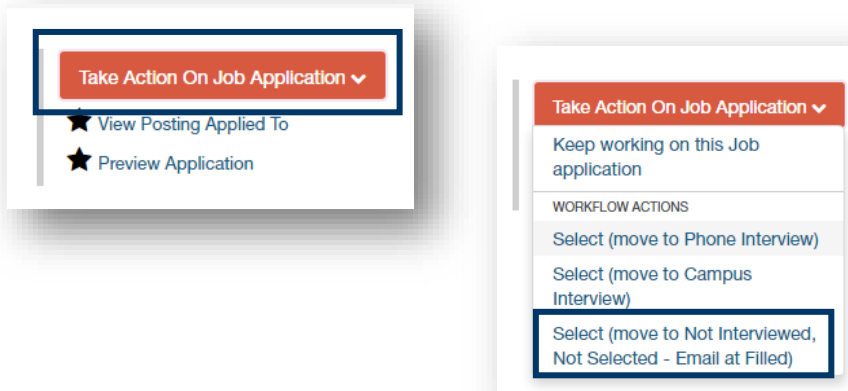 Take Action On Job Application
View Posting Applied To
Preview Application
Take Action On Job Application
Keep working on this Job
application
WORKFLOW ACTIONS
Select (move to Phone Interview)
Select (move to Campus
Interview)
Select (move to Not Interviewed,
Not Selected - Email at Filled)